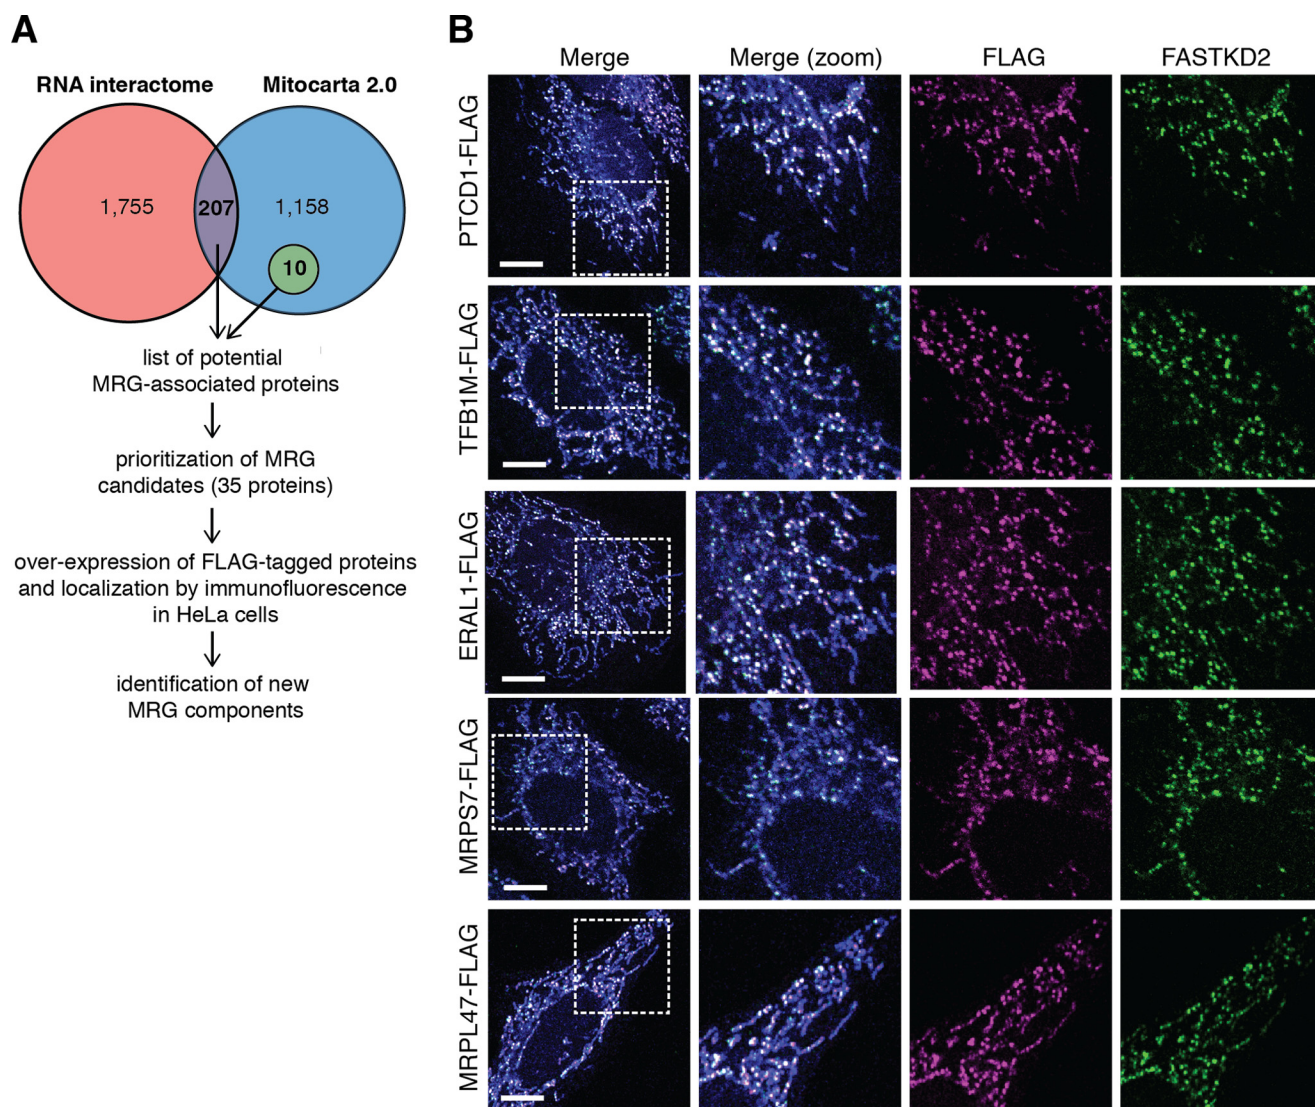 A
RNA interactome
Mitocarta 2.0
1,755
207
1,158
10
list of potential
MRG-associated proteins
prioritization of MRG
candidates (35 proteins)
over-expression of FLAG-tagged proteins
and localization by immunofluorescence
in HeLa cells
identification of new
MRG components
B
Merge
Merge (zoom)
FLAG
FASTKD2
PTCD1-FLAG
TFB1M-FLAG
ERAL1-FLAG
MRPS7-FLAG
MRPL47-FLAG